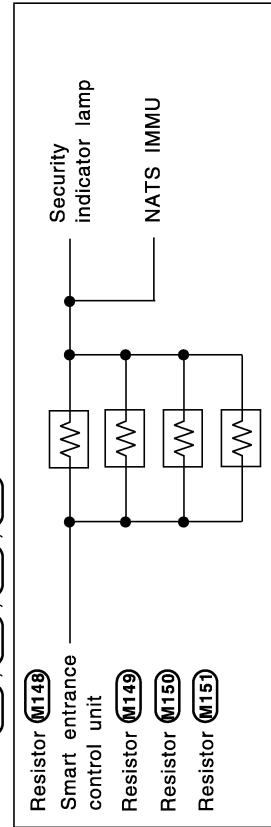 Resistor M148
Smart entrance
control unit
Resistor M149
Resistor M150
Resistor M151
Security
indicator lamp
NATS IMMU